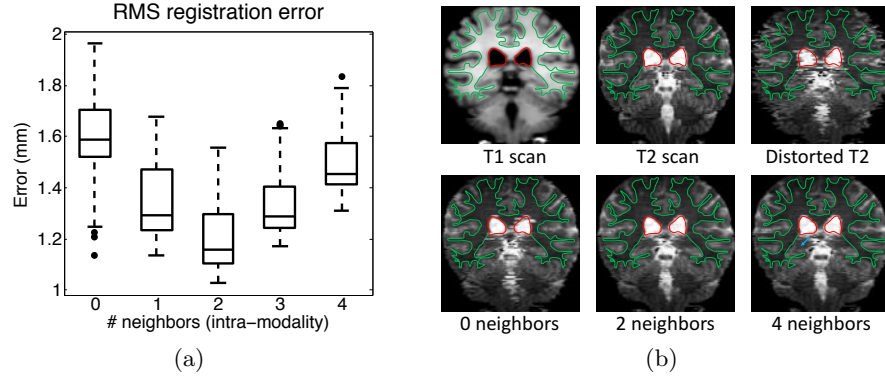 RMS registration error
Error (mm)
2
1.8
1.6
1.4
1.2
1
0 1 2 3 4
# neighbors (intra−modality)
(a)
T1 scan T2 scan Distorted T2
0 neighbors 2 neighbors 4 neighbors
(b)